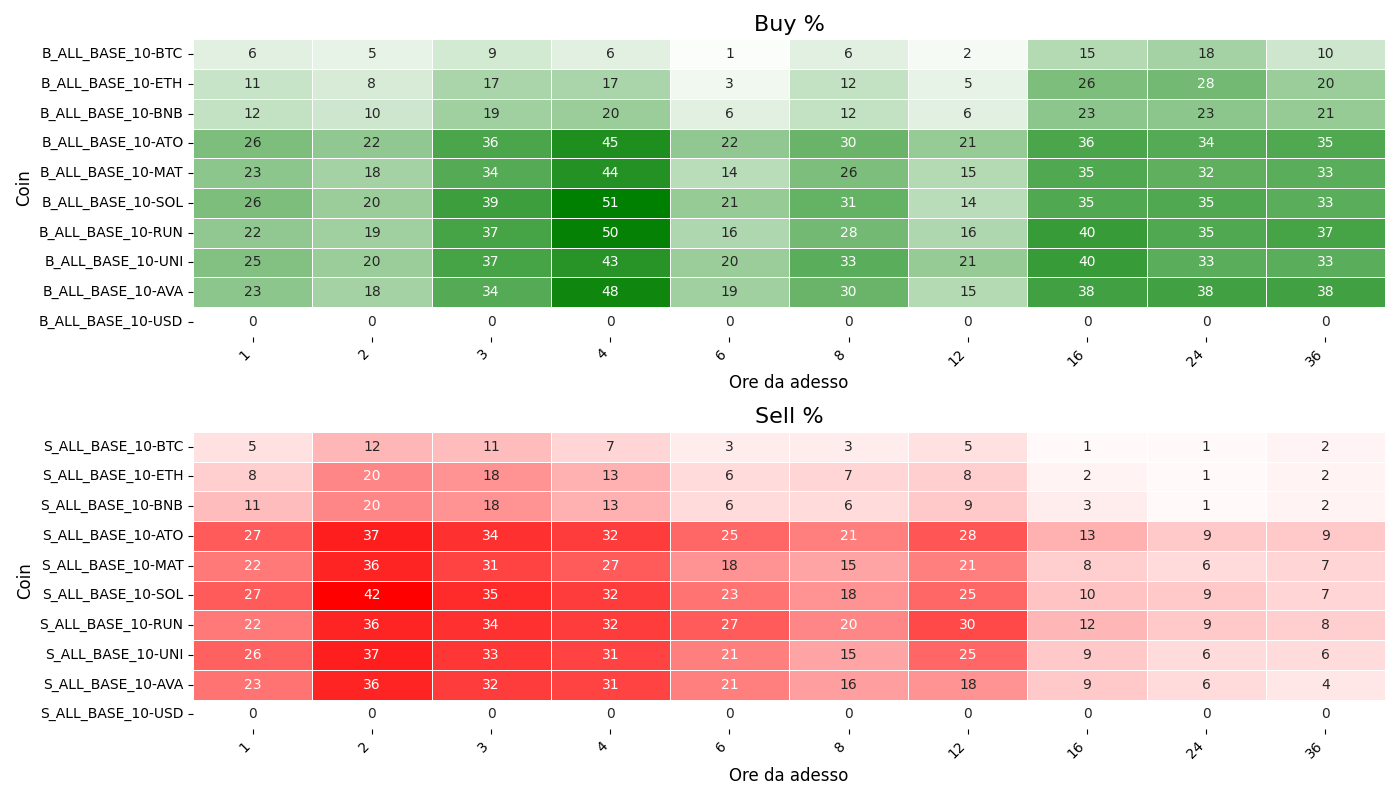 Buy %
Coin
B_ALL_BASE_10-BTC 6 5 9 6 1 6 2 15 18 10
B_ALL_BASE_10-ETH 11 8 17 17 3 12 5 26 28 20
B_ALL_BASE_10-BNB 12 10 19 20 6 12 6 23 23 21
B_ALL_BASE_10-ATO 26 22 36 45 22 30 21 36 34 35
B_ALL_BASE_10-MAT 23 18 34 44 14 26 15 35 32 33
B_ALL_BASE_10-SOL 26 20 39 51 21 31 14 35 35 33
B_ALL_BASE_10-RUN 22 19 37 50 16 28 16 40 35 37
B_ALL_BASE_10-UNI 25 20 37 43 20 33 21 40 33 33
B_ALL_BASE_10-AVA 23 18 34 48 19 30 15 38 38 38
B_ALL_BASE_10-USD 0 0 0 0 0 0 0 0 0 0
1 2 3 4 6 8 12 16 24 36
Ore da adesso
Sell %
Coin
S_ALL_BASE_10-BTC 5 12 11 7 3 3 5 1 1 2
S_ALL_BASE_10-ETH 8 20 18 13 6 7 8 2 1 2
S_ALL_BASE_10-BNB 11 20 18 13 6 6 9 3 1 2
S_ALL_BASE_10-ATO 27 37 34 32 25 21 28 13 9 9
S_ALL_BASE_10-MAT 22 36 31 27 18 15 21 8 6 7
S_ALL_BASE_10-SOL 27 42 35 32 23 18 25 10 9 7
S_ALL_BASE_10-RUN 22 36 34 32 27 20 30 12 9 8
S_ALL_BASE_10-UNI 26 37 33 31 21 15 25 9 6 6
S_ALL_BASE_10-AVA 23 36 32 31 21 16 18 9 6 4
S_ALL_BASE_10-USD 0 0 0 0 0 0 0 0 0 0
1 2 3 4 6 8 12 16 24 36
Ore da adesso